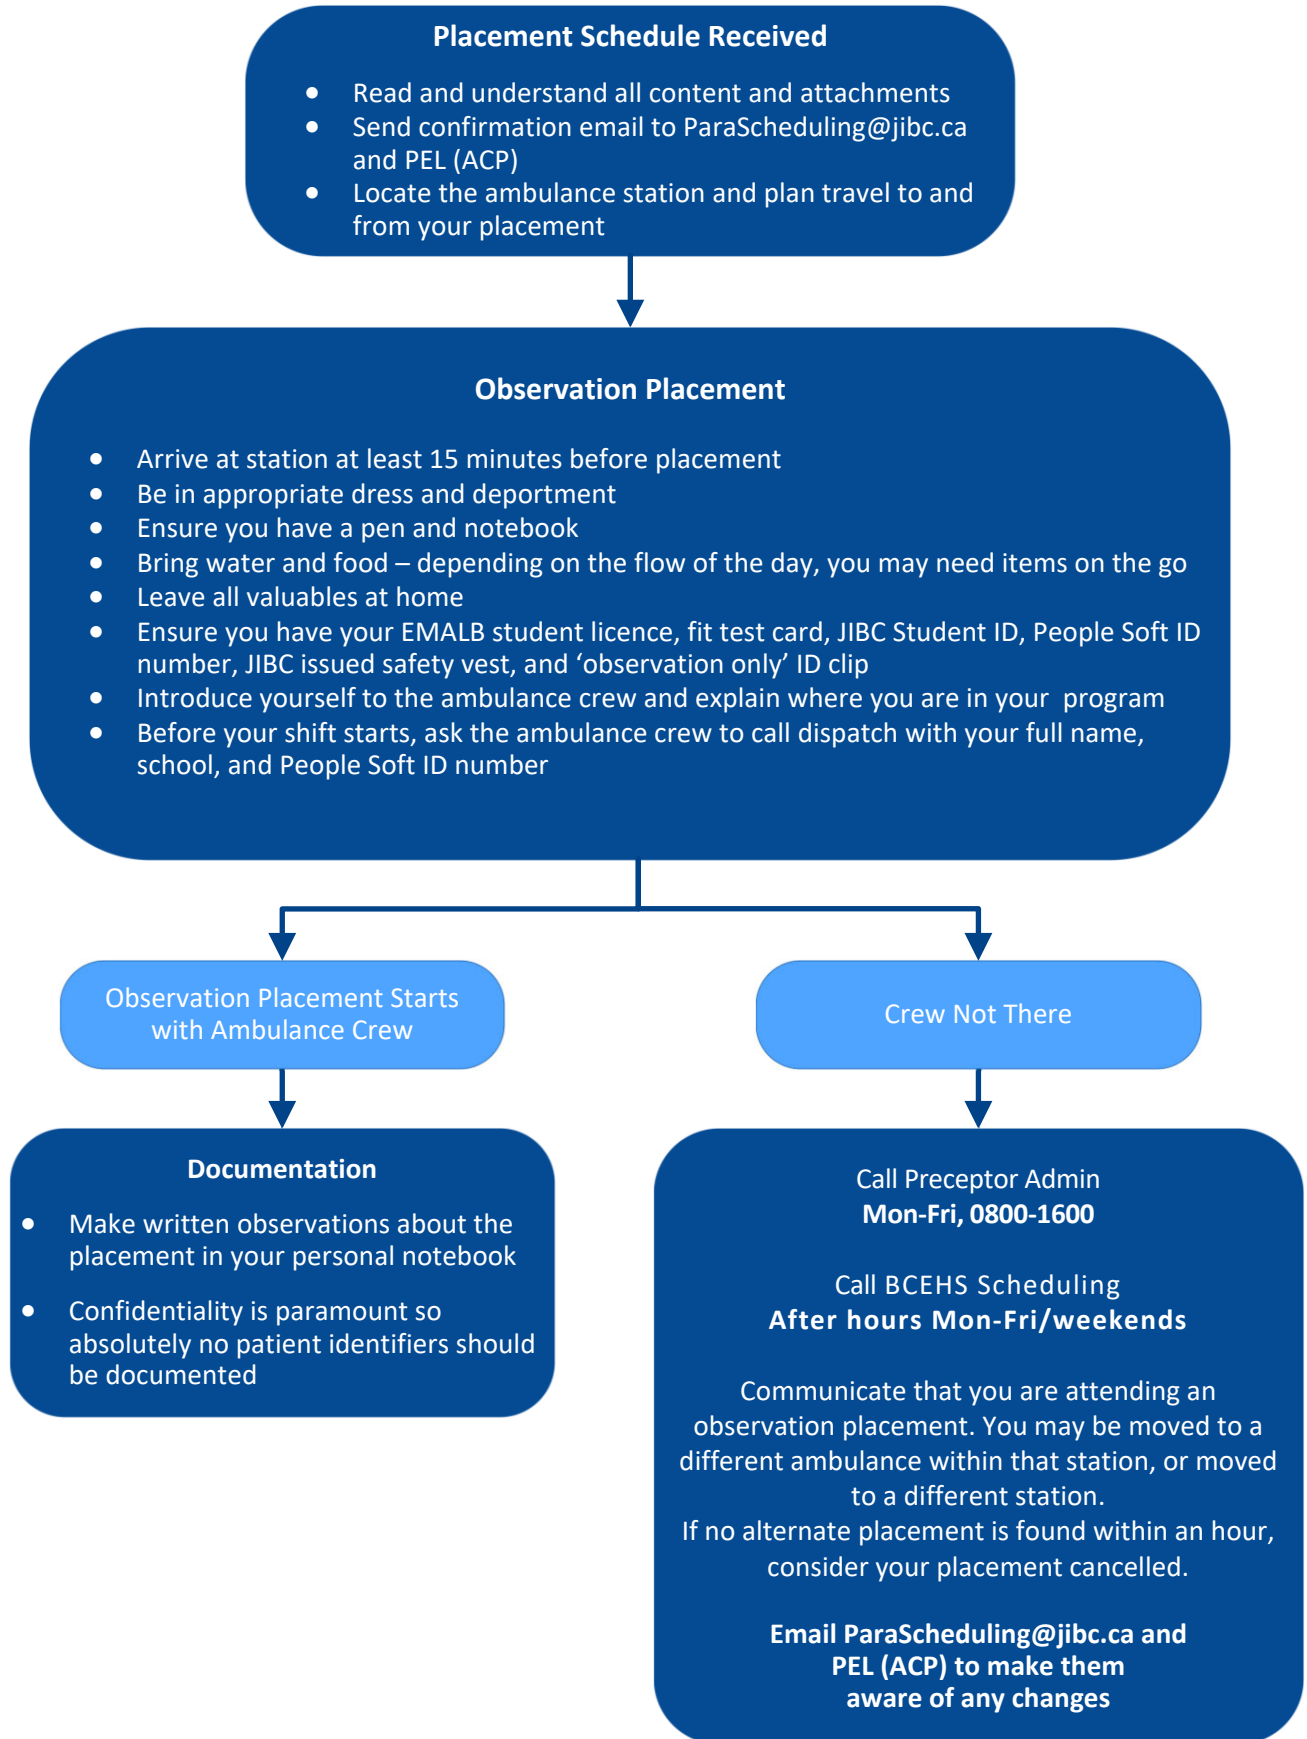 Placement Schedule Received
• Read and understand all content and attachments
• Send confirmation email to ParaScheduling@jibc.ca
and PEL (ACP)
• Locate the ambulance station and plan travel to and
from your placement
Observation Placement
• Arrive at station at least 15 minutes before placement
• Be in appropriate dress and deportment
• Ensure you have a pen and notebook
• Bring water and food – depending on the flow of the day, you may need items on the go
• Leave all valuables at home
• Ensure you have your EMALB student licence, fit test card, JIBC Student ID, People Soft ID
number, JIBC issued safety vest, and ‘observation only’ ID clip
• Introduce yourself to the ambulance crew and explain where you are in your program
• Before your shift starts, ask the ambulance crew to call dispatch with your full name,
school, and People Soft ID number
Observation Placement Starts
with Ambulance Crew
Crew Not There
Documentation
• Make written observations about the
placement in your personal notebook
• Confidentiality is paramount so
absolutely no patient identifiers should
be documented
Call Preceptor Admin
Mon-Fri, 0800-1600
Call BCEHS Scheduling
After hours Mon-Fri/weekends
Communicate that you are attending an
observation placement. You may be moved to a
different ambulance within that station, or moved
to a different station.
If no alternate placement is found within an hour,
consider your placement cancelled.
Email ParaScheduling@jibc.ca and
PEL (ACP) to make them
aware of any changes